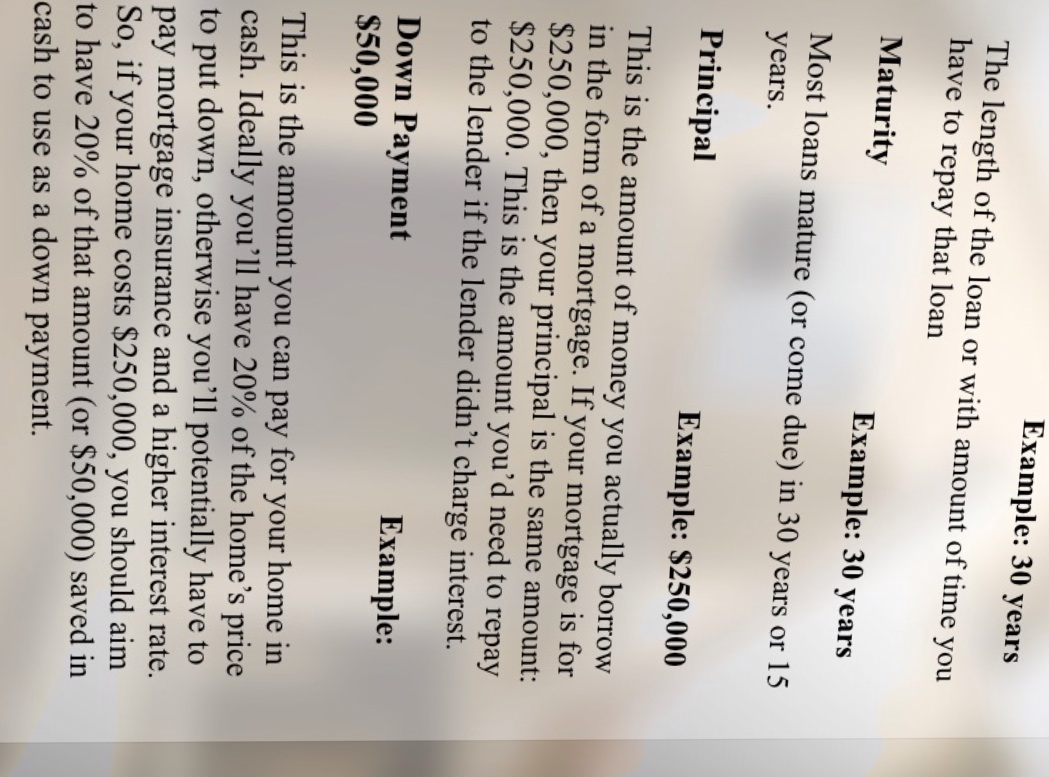 Example: 30 years
The length of the loan or with amount of time you
have to repay that loan
Maturity Example: 30 years
Most loans mature (or come due) in 30 years or 15
years.
Principal Example: $250,000
This is the amount of money you actually borrow
in the form of a mortgage. If your mortgage is for
$250,000, then your principal is the same amount:
$250,000. This is the amount you’d need to repay
to the lender if the lender didn’t charge interest.
Down Payment Example:
$50,000
This is the amount you can pay for your home in
cash. Ideally you’ll have 20% of the home’s price
to put down, otherwise you’ll potentially have to
pay mortgage insurance and a higher interest rate.
So, if your home costs $250,000, you should aim
to have 20% of that amount (or $50,000) saved in
cash to use as a down payment.